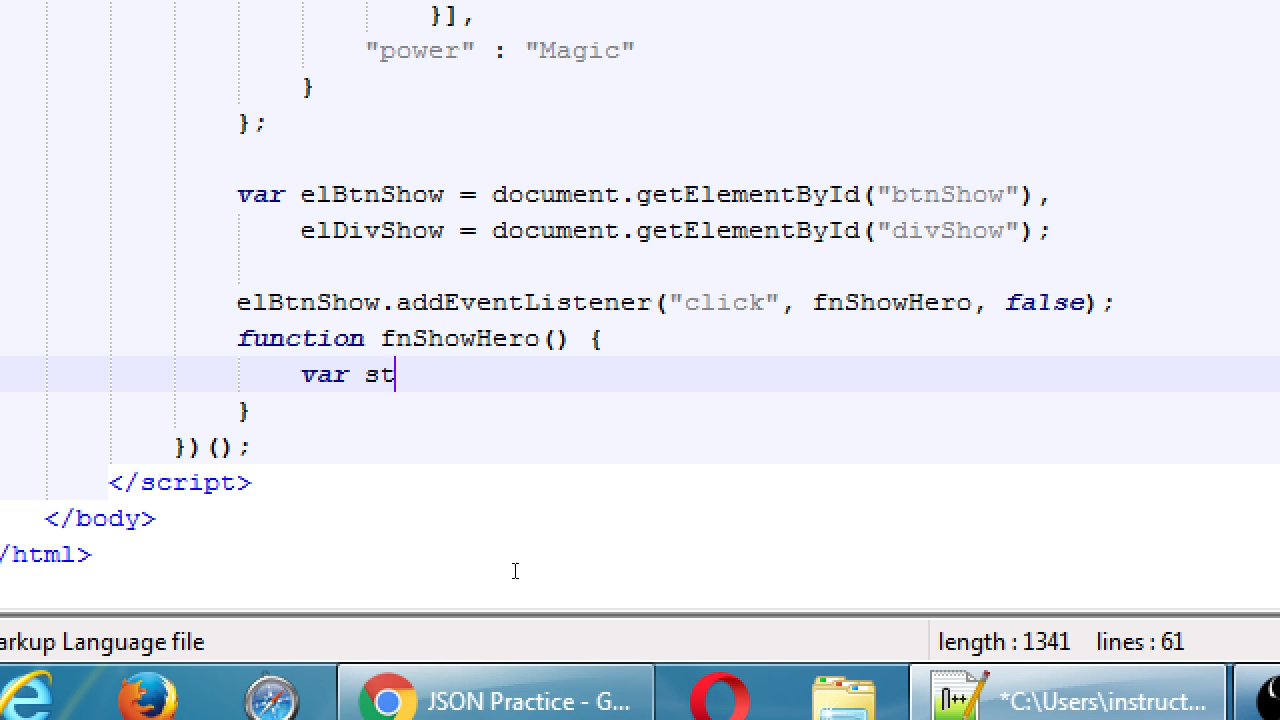 }],
"power" : "Magic"
}
};
var elBtnShow = document.getElementById("btnShow"),
elDivShow = document.getElementById("divShow");
elBtnShow.addEventListener("click", fnShowHero, false);
function fnShowHero() {
var st
}
})();
</script>
</body>
/html>
arkup Language file
length : 1341 lines : 61
JSON Practice - G...
*C:\Users\instruct...